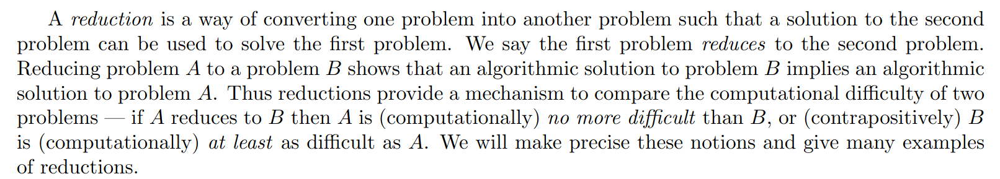 A reduction is a way of converting one problem into another problem such that a solution to the second
problem can be used to solve the first problem. We say the first problem reduces to the second problem.
Reducing problem A to a problem B shows that an algorithmic solution to problem B implies an algorithmic
solution to problem A. Thus reductions provide a mechanism to compare the computational difficulty of two
problems — if A reduces to B then A is (computationally) no more difficult than B, or (contrapositively) B
is (computationally) at least as difficult as A. We will make precise these notions and give many examples
of reductions.